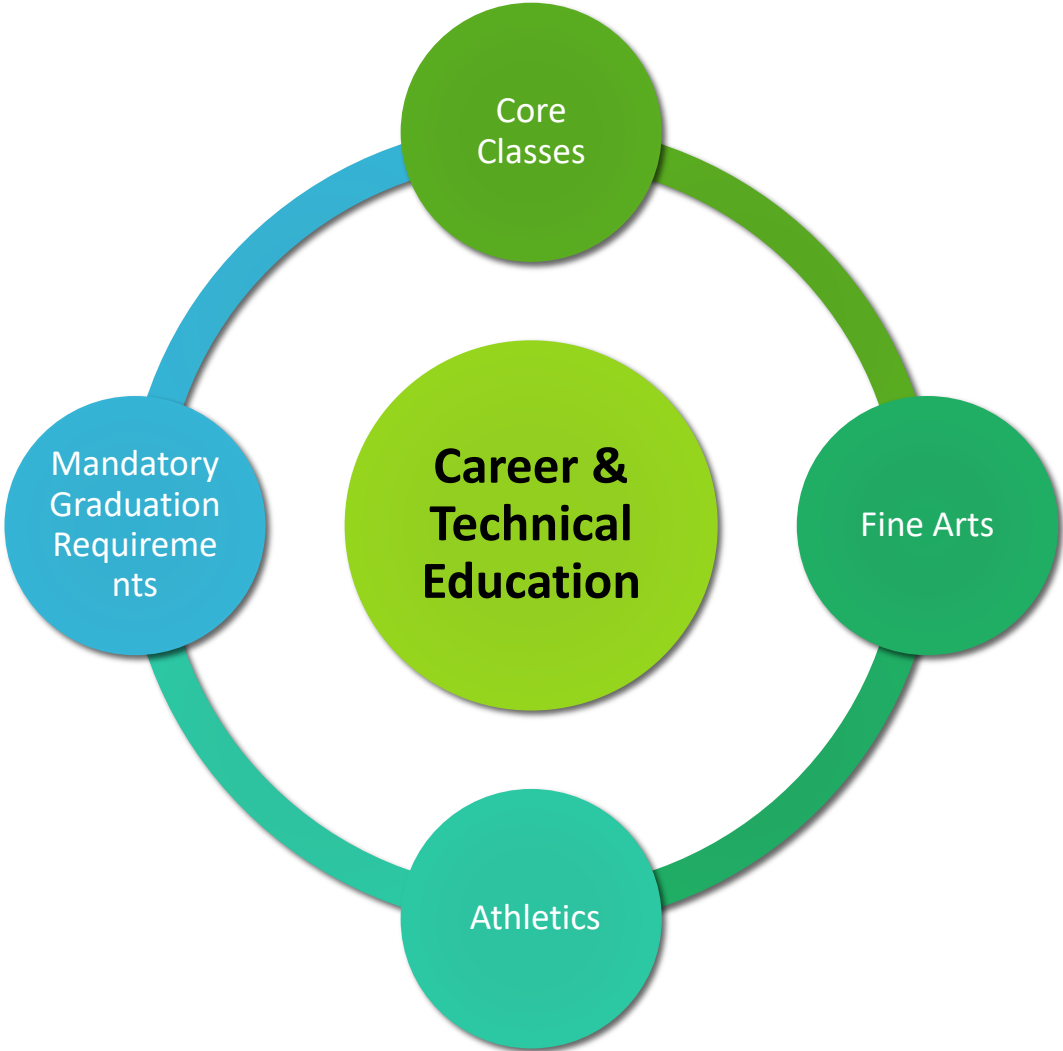 Core
Classes
Mandatory
Graduation
Requireme
nts
Career &
Technical
Education
Fine Arts
Athletics